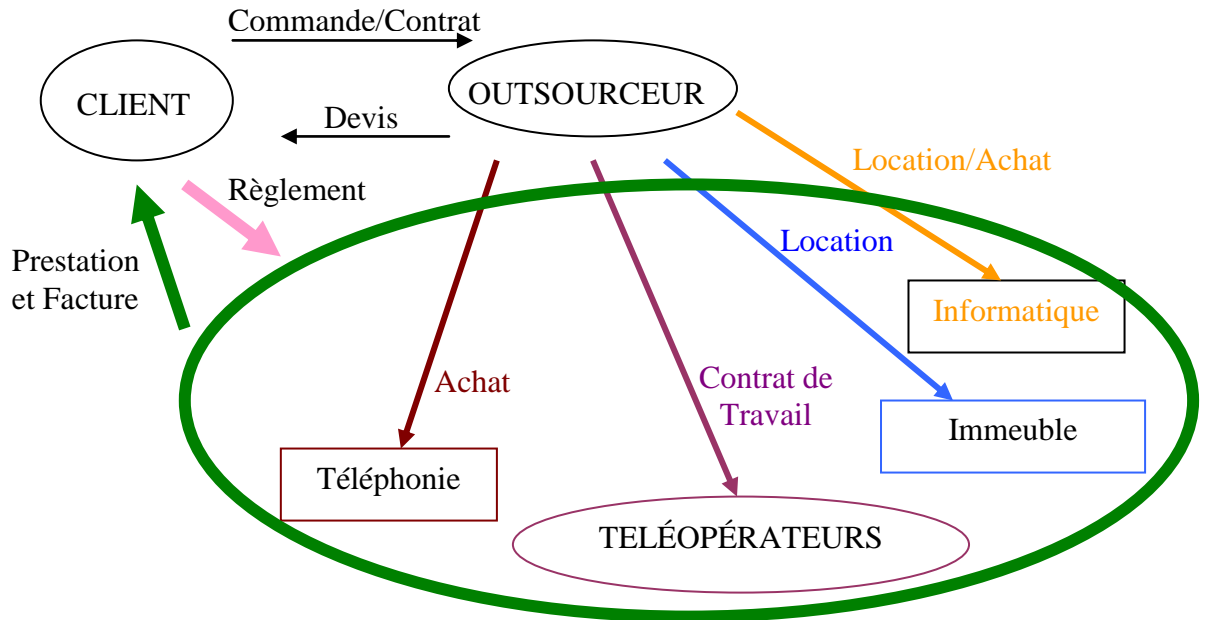 Commande/Contrat
CLIENT
OUTSOURCEUR
Devis
Location/Achat
Règlement
Location
Prestation
et Facture
Informatique
Achat
Contrat de
Travail
Immeuble
Téléphonie
TELÉOPÉRATEURS